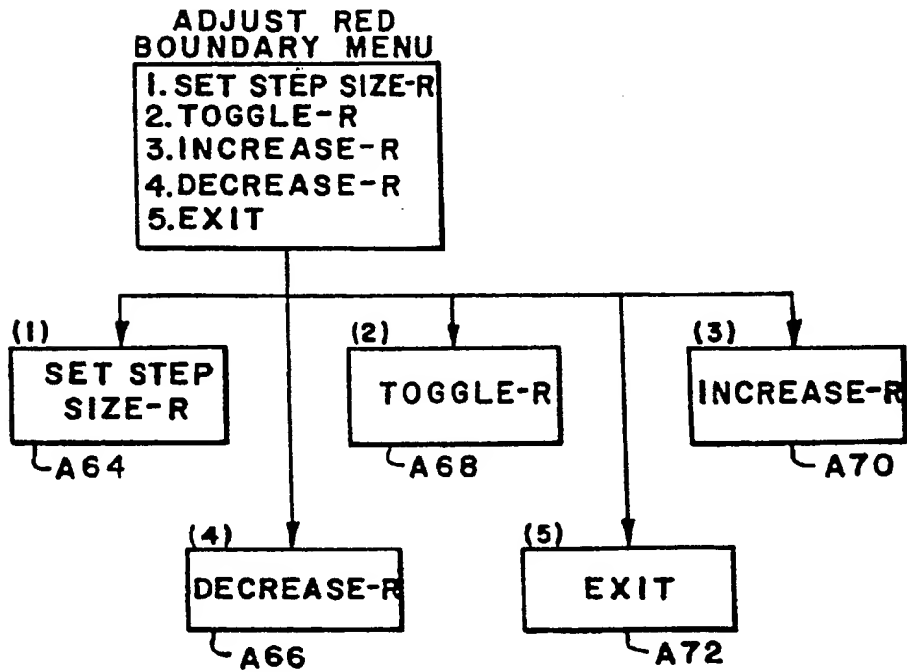 ADJUST RED
BOUNDARY MENU
1. SET STEP SIZE-R
2. TOGGLE-R
3. INCREASE-R
4. DECREASE-R
5. EXIT
(1)
SET STEP
SIZE-R
A64
(2)
TOGGLE-R
A68
(3)
INCREASE-R
A70
(4)
DECREASE-R
A66
(5)
EXIT
A72